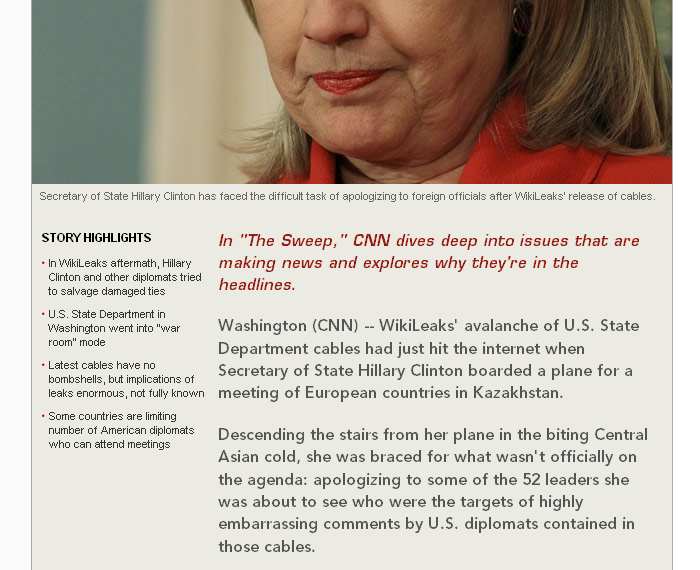 Secretary of State Hillary Clinton has faced the difficult task of apologizing to foreign officials after WikiLeaks' release of cables.
STORY HIGHLIGHTS
• In WikiLeaks aftermath, Hillary
Clinton and other diplomats tried
to salvage damaged ties
• U.S. State Department in
Washington went into "war
room" mode
• Latest cables have no
bombshells, but implications of
leaks enormous, not fully known
• Some countries are limiting
number of American diplomats
who can attend meetings
In "The Sweep," CNN dives deep into issues that are
making news and explores why they're in the
headlines.
Washington (CNN) -- WikiLeaks' avalanche of U.S. State
Department cables had just hit the internet when
Secretary of State Hillary Clinton boarded a plane for a
meeting of European countries in Kazakhstan.
Descending the stairs from her plane in the biting Central
Asian cold, she was braced for what wasn't officially on
the agenda: apologizing to some of the 52 leaders she
was about to see who were the targets of highly
embarrassing comments by U.S. diplomats contained in
those cables.